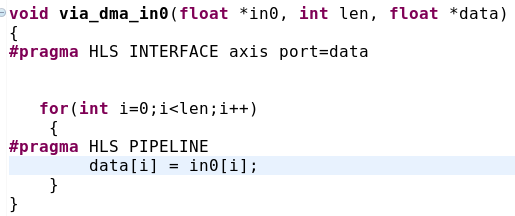 void via_dma_in0(float *in0, int len, float *data)
{
#pragma HLS INTERFACE axis port=data
for(int i=0;i<len;i++)
{
#pragma HLS PIPELINE
data[i] = in0[i];
}
}